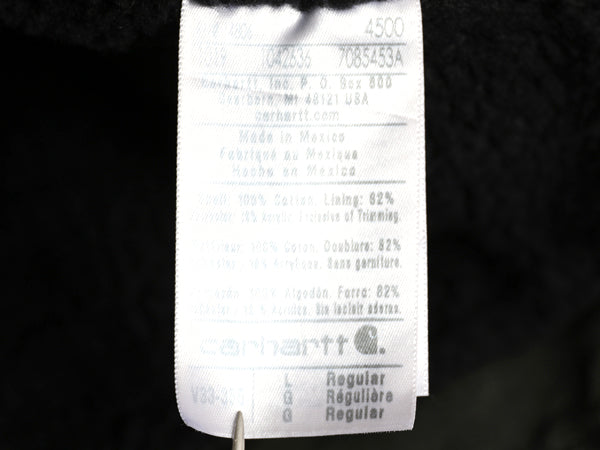 4500
042636 7085453A
Inc. P. O. Box 600
MI 48121 USA
carhartt.com
Made in Mexico
Fabriqué au Mexique
Hecho en Mexico
Shell: 100% Cotton. Lining: 82%
Exclusive of Trimming.
100% Coton. Doublure: 82%
Sans garniture.
100% Algodón. Forro: 82%
carhartt
L Regular
G Régulière
G Regular